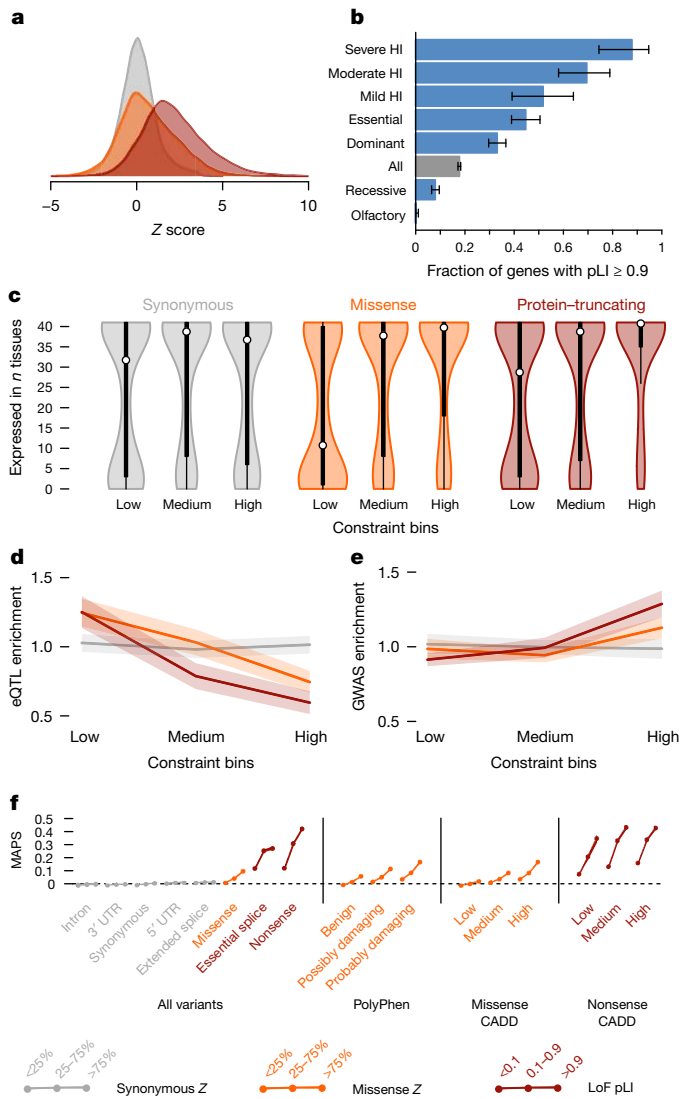 a
−5 0 5 10
Z score
b
Severe HI
Moderate HI
Mild HI
Essential
Dominant
All
Recessive
Olfactory
0 0.2 0.4 0.6 0.8 1
Fraction of genes with pLI ≥ 0.9
c
Synonymous Missense Protein–truncating
Expressed in n tissues
40
35
30
25
20
15
10
5
0
Low Medium High Low Medium High Low Medium High
Constraint bins
d
eQTL enrichment
1.5
1.0
0.5
Low Medium High
Constraint bins
e
GWAS enrichment
1.5
1.0
0.5
Low Medium High
Constraint bins
f
MAPS
0.5
0.4
0.3
0.2
0.1
0
Intron
3′ UTR
Synonymous
5′ UTR
Extended splice
Missense
Essential splice
Nonsense
Benign
Possibly damaging
Probably damaging
Low
Medium
High
Low
Medium
High
All variants
PolyPhen
Missense
CADD
Nonsense
CADD
<25% 25–75% >75%
Synonymous Z
<25% 25–75% >75%
Missense Z
<0.1 0.1–0.9 >0.9
LoF pLI